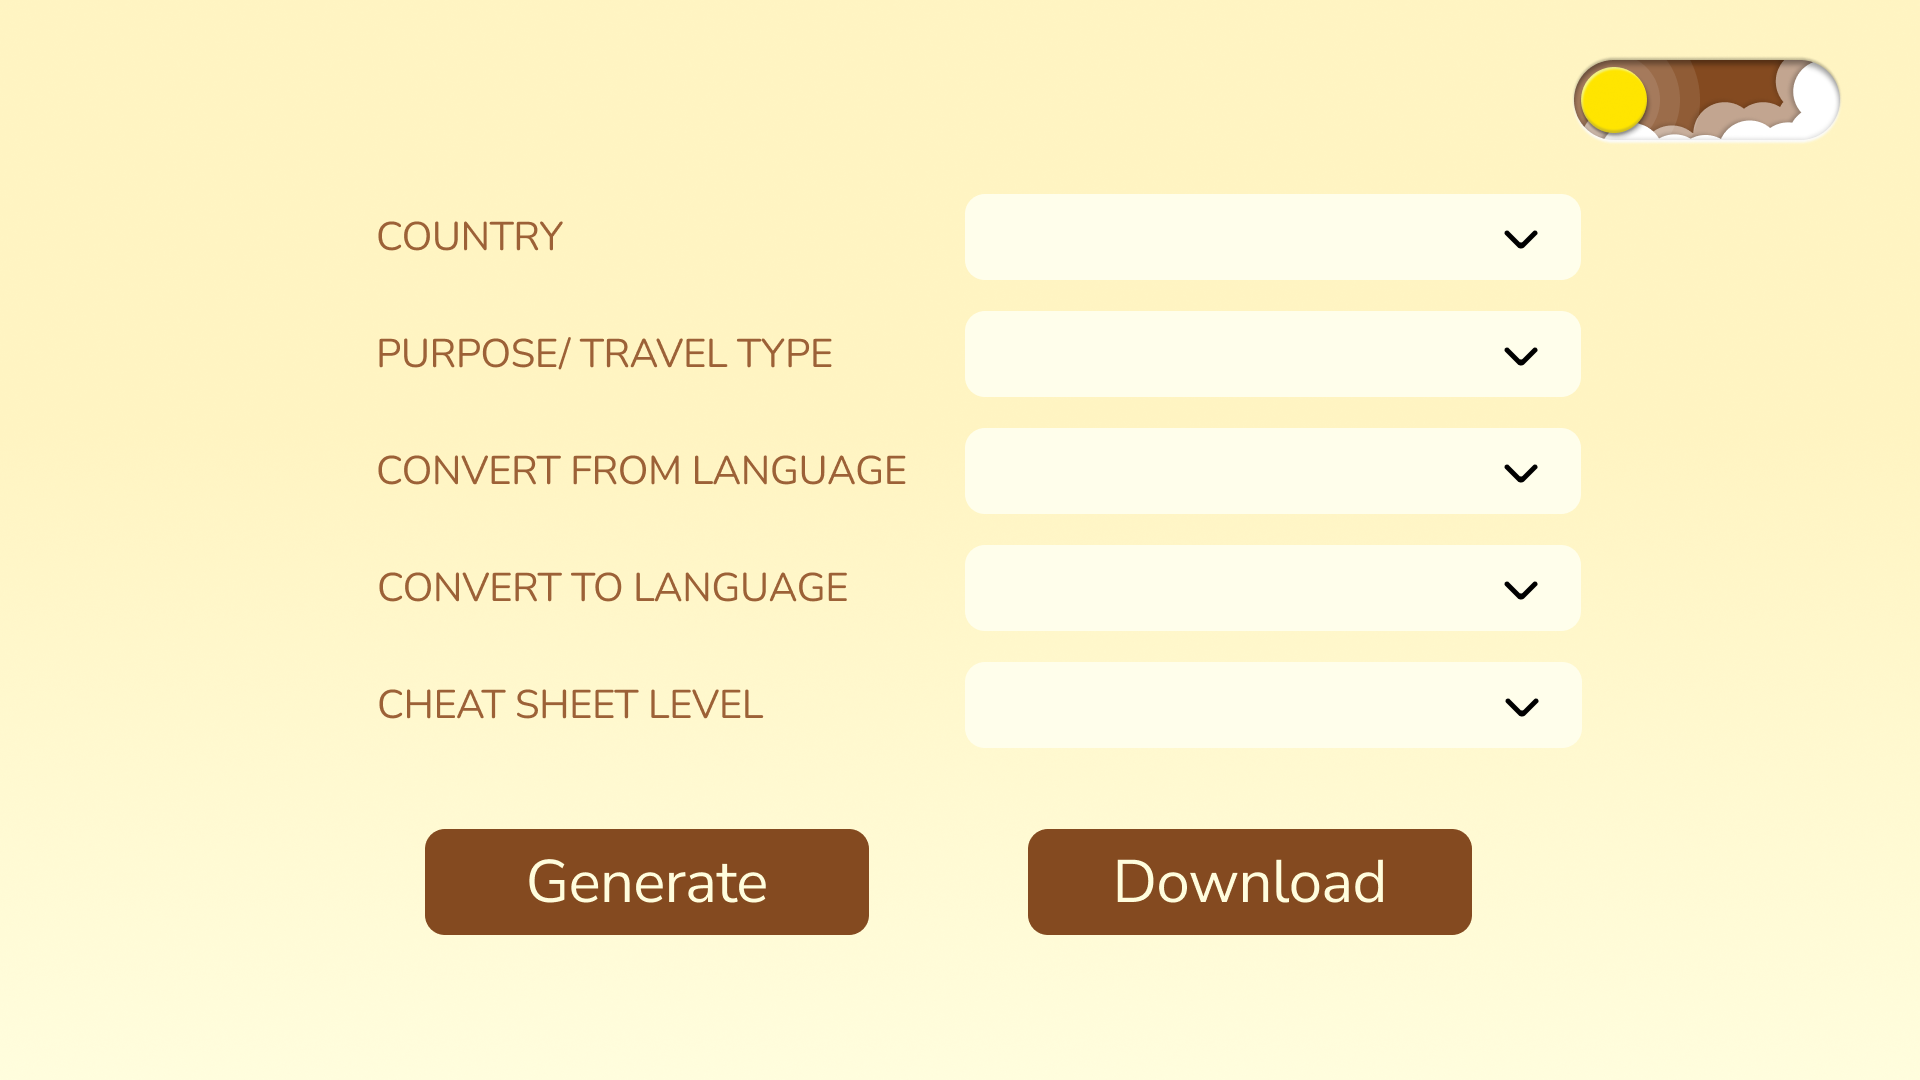 COUNTRY
PURPOSE/ TRAVEL TYPE
CONVERT FROM LANGUAGE
CONVERT TO LANGUAGE
CHEAT SHEET LEVEL
Generate
Download